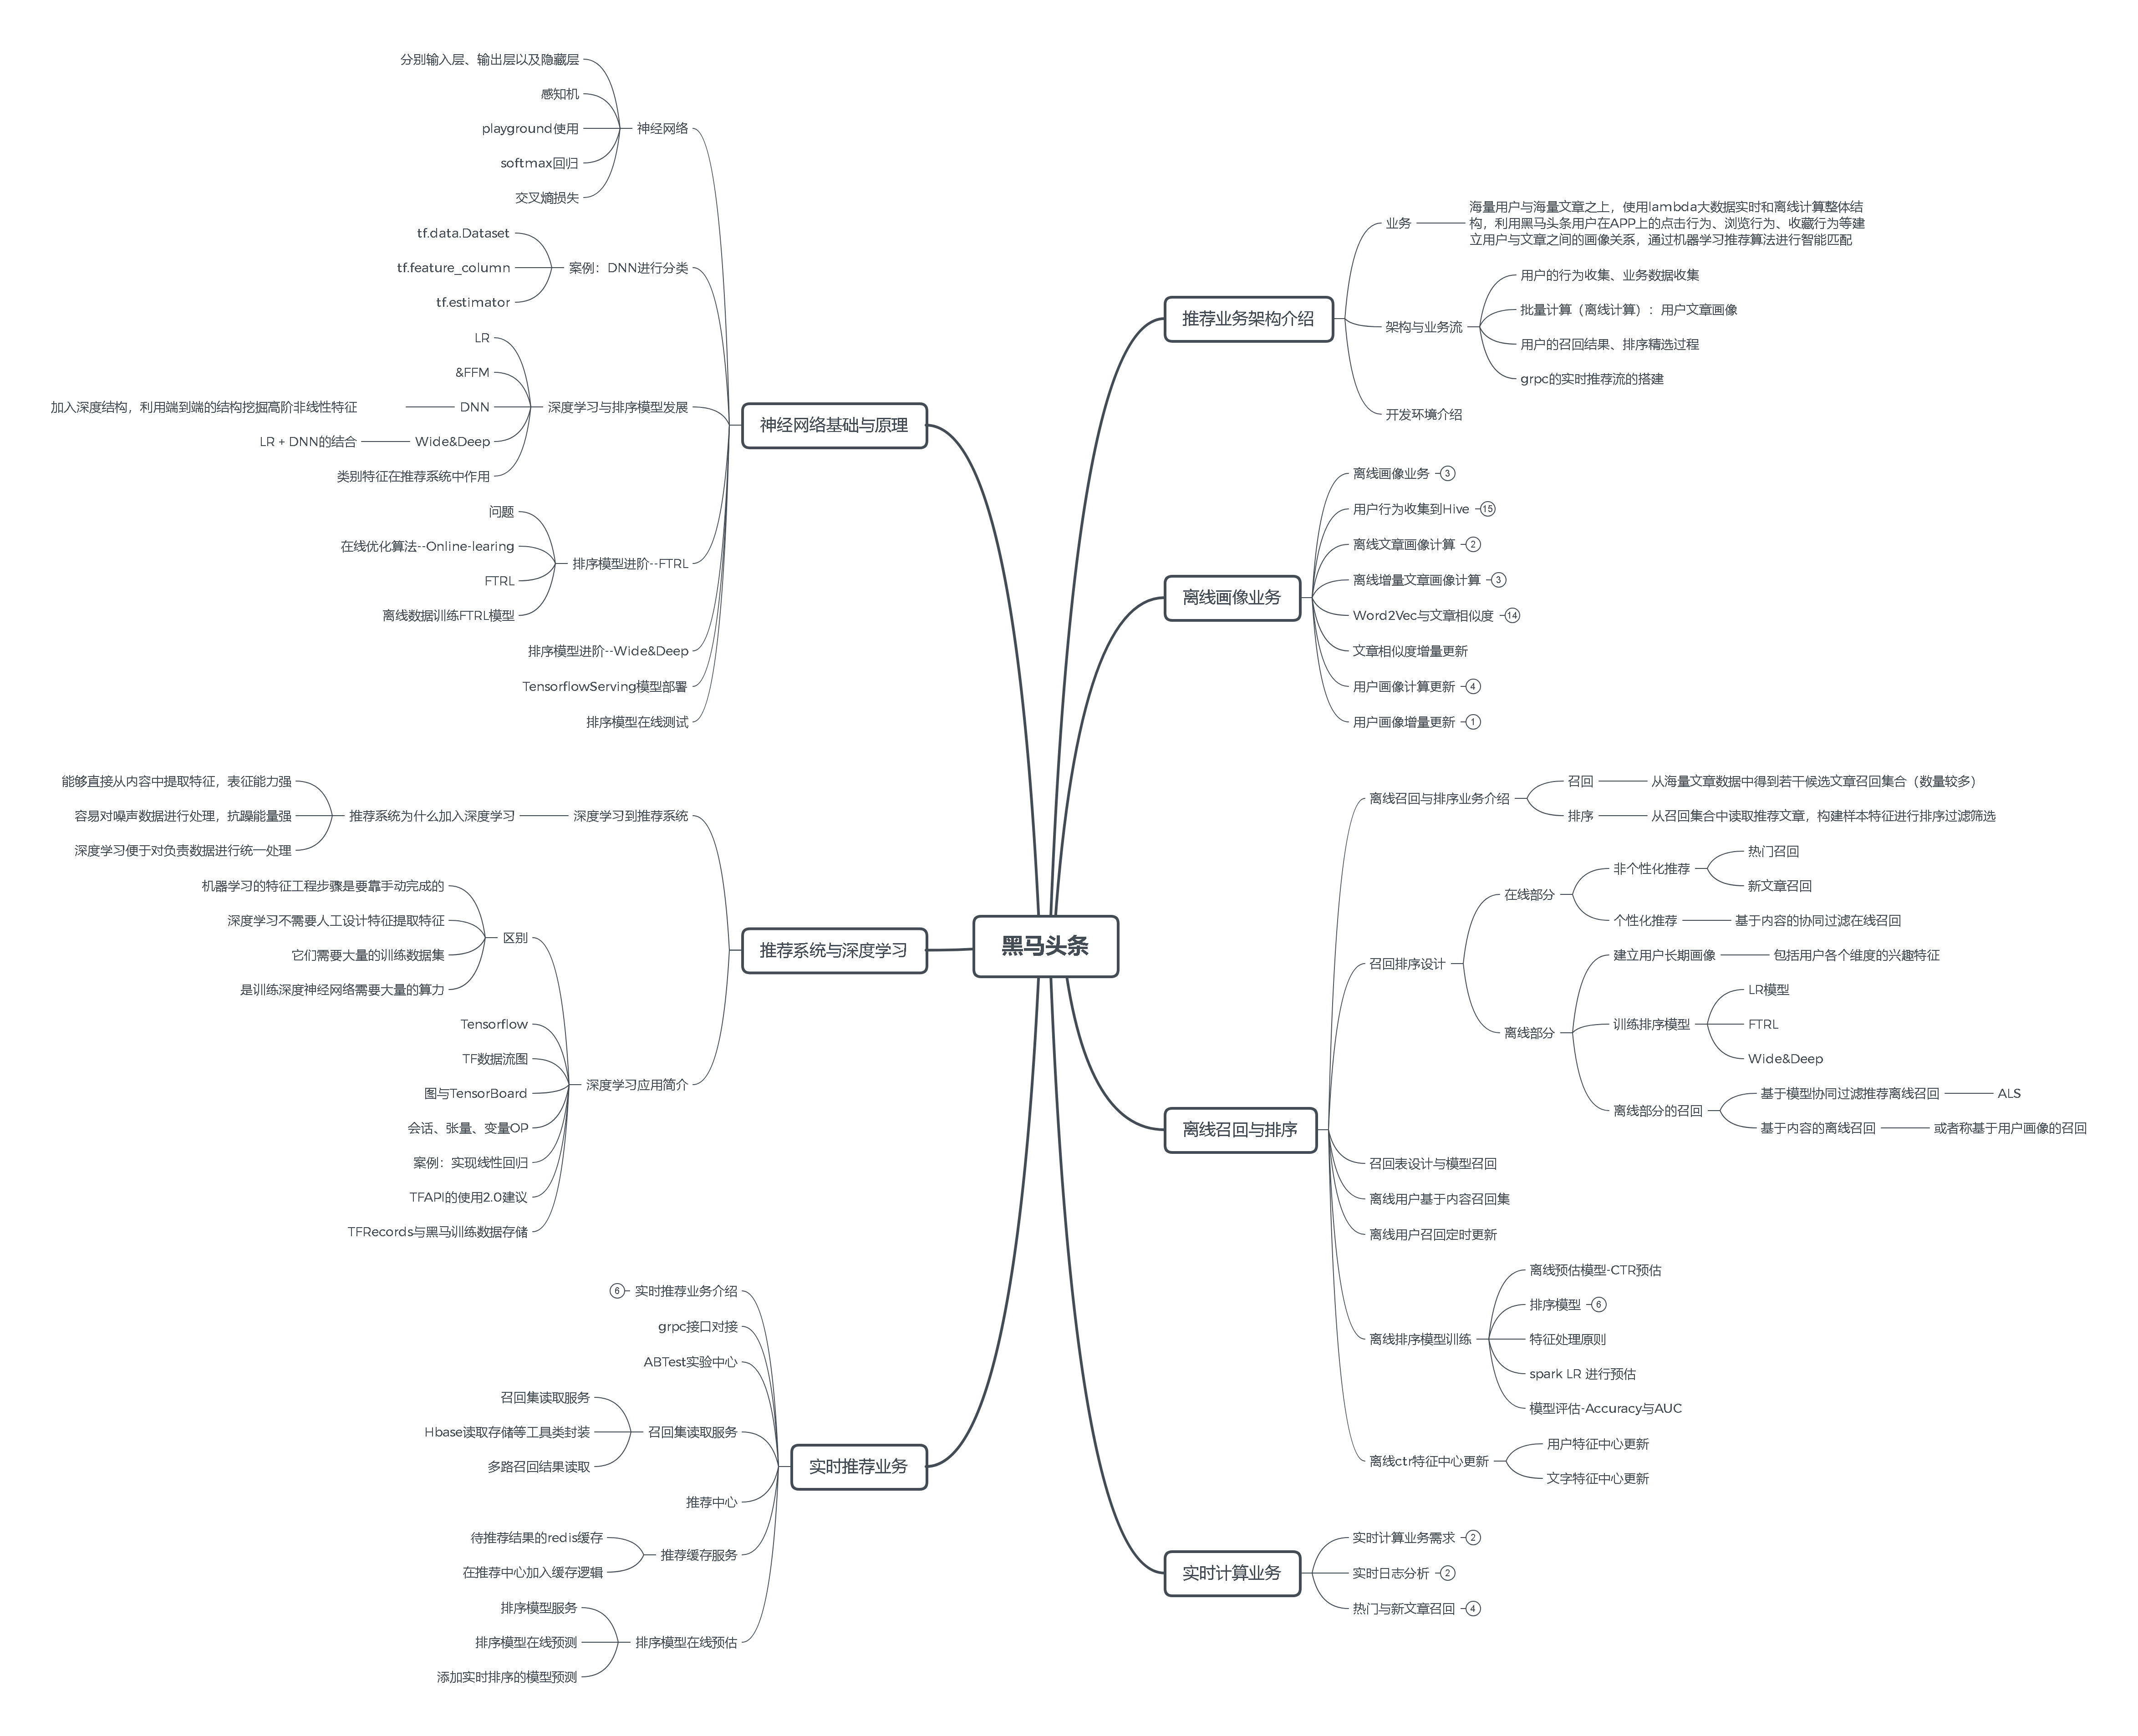 黑马头条
推荐业务架构介绍
业务
海量用户与海量文章之上，使用lambda大数据实时和离线计算整体结
构，利用黑马头条用户在APP上的点击行为、浏览行为、收藏行为等建
立用户与文章之间的画像关系，通过机器学习推荐算法进行智能匹配
架构与业务流
用户的行为收集、业务数据收集
批量计算（离线计算）：用户文章画像
用户的召回结果、排序精选过程
grpc的实时推荐流的搭建
开发环境介绍
离线画像业务
离线画像业务 3
用户行为收集到Hive 15
离线文章画像计算 2
离线增量文章画像计算 3
Word2Vec与文章相似度 14
文章相似度增量更新
用户画像计算更新 4
用户画像增量更新 1
离线召回与排序
离线召回与排序业务介绍
召回
从海量文章数据中得到若干候选文章召回集合（数量较多）
排序
从召回集合中读取推荐文章，构建样本特征进行排序过滤筛选
召回排序设计
在线部分
非个性化推荐
热门召回
新文章召回
个性化推荐
基于内容的协同过滤在线召回
离线部分
建立用户长期画像
包括用户各个维度的兴趣特征
训练排序模型
LR模型
FTRL
Wide&Deep
离线部分的召回
基于模型协同过滤推荐离线召回
ALS
基于内容的离线召回
或者称基于用户画像的召回
召回表设计与模型召回
离线用户基于内容召回集
离线用户召回定时更新
离线排序模型训练
离线预估模型-CTR预估
排序模型 6
特征处理原则
spark LR 进行预估
模型评估-Accuracy与AUC
离线ctr特征中心更新
用户特征中心更新
文字特征中心更新
实时计算业务
实时计算业务需求 2
实时日志分析 2
热门与新文章召回 4
神经网络基础与原理
神经网络
分别输入层、输出层以及隐藏层
感知机
playground使用
softmax回归
交叉熵损失
案例：DNN进行分类
tf.data.Dataset
tf.feature_column
tf.estimator
深度学习与排序模型发展
LR
&FFM
DNN
加入深度结构，利用端到端的结构挖掘高阶非线性特征
Wide&Deep
LR + DNN的结合
类别特征在推荐系统中作用
排序模型进阶--FTRL
问题
在线优化算法--Online-learing
FTRL
离线数据训练FTRL模型
排序模型进阶--Wide&Deep
TensorflowServing模型部署
排序模型在线测试
推荐系统与深度学习
深度学习到推荐系统
推荐系统为什么加入深度学习
能够直接从内容中提取特征，表征能力强
容易对噪声数据进行处理，抗躁能量强
深度学习便于对负责数据进行统一处理
深度学习应用简介
区别
机器学习的特征工程步骤是要靠手动完成的
深度学习不需要人工设计特征提取特征
它们需要大量的训练数据集
是训练深度神经网络需要大量的算力
Tensorflow
TF数据流图
图与TensorBoard
会话、张量、变量OP
案例：实现线性回归
TFAPI的使用2.0建议
TFRecords与黑马训练数据存储
实时推荐业务
6 实时推荐业务介绍
grpc接口对接
ABTest实验中心
召回集读取服务
召回集读取服务
Hbase读取存储等工具类封装
多路召回结果读取
推荐中心
推荐缓存服务
待推荐结果的redis缓存
在推荐中心加入缓存逻辑
排序模型在线预估
排序模型服务
排序模型在线预测
添加实时排序的模型预测